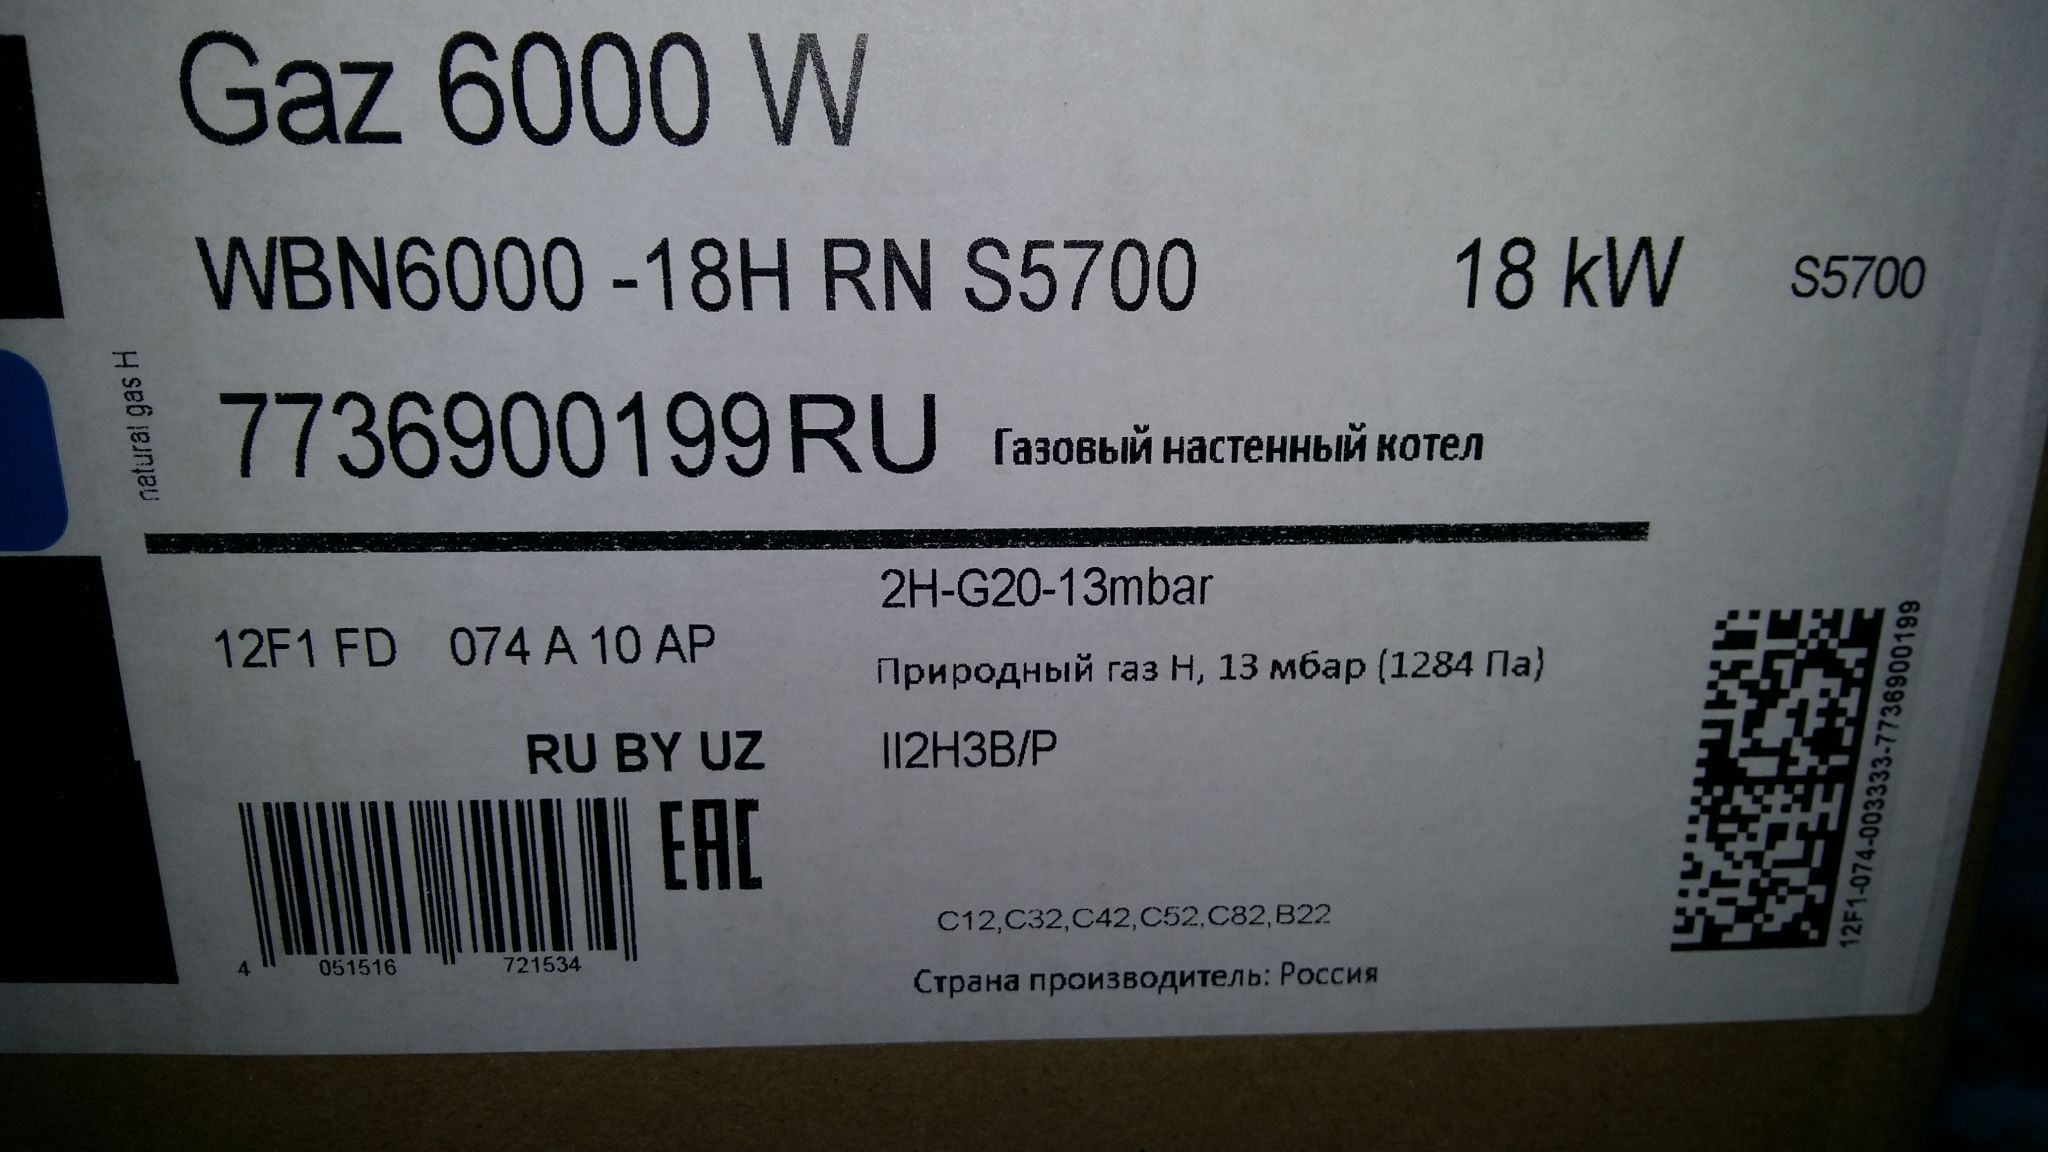 Gaz 6000 W
WBN6000 -18H RN S5700 18 kW S5700
natural gas H
7736900199RU Газовый настенный котел
2H-G20-13mbar
12F1 FD 074 A 10 AP
Природный газ Н, 13 мбар (1284 Па)
RU BY UZ II2H3B/P
EAC
4 051516 721534
C12,C32,C42,C52,C82,B22
Страна производитель: Россия
12F1-074-003333-7736900199